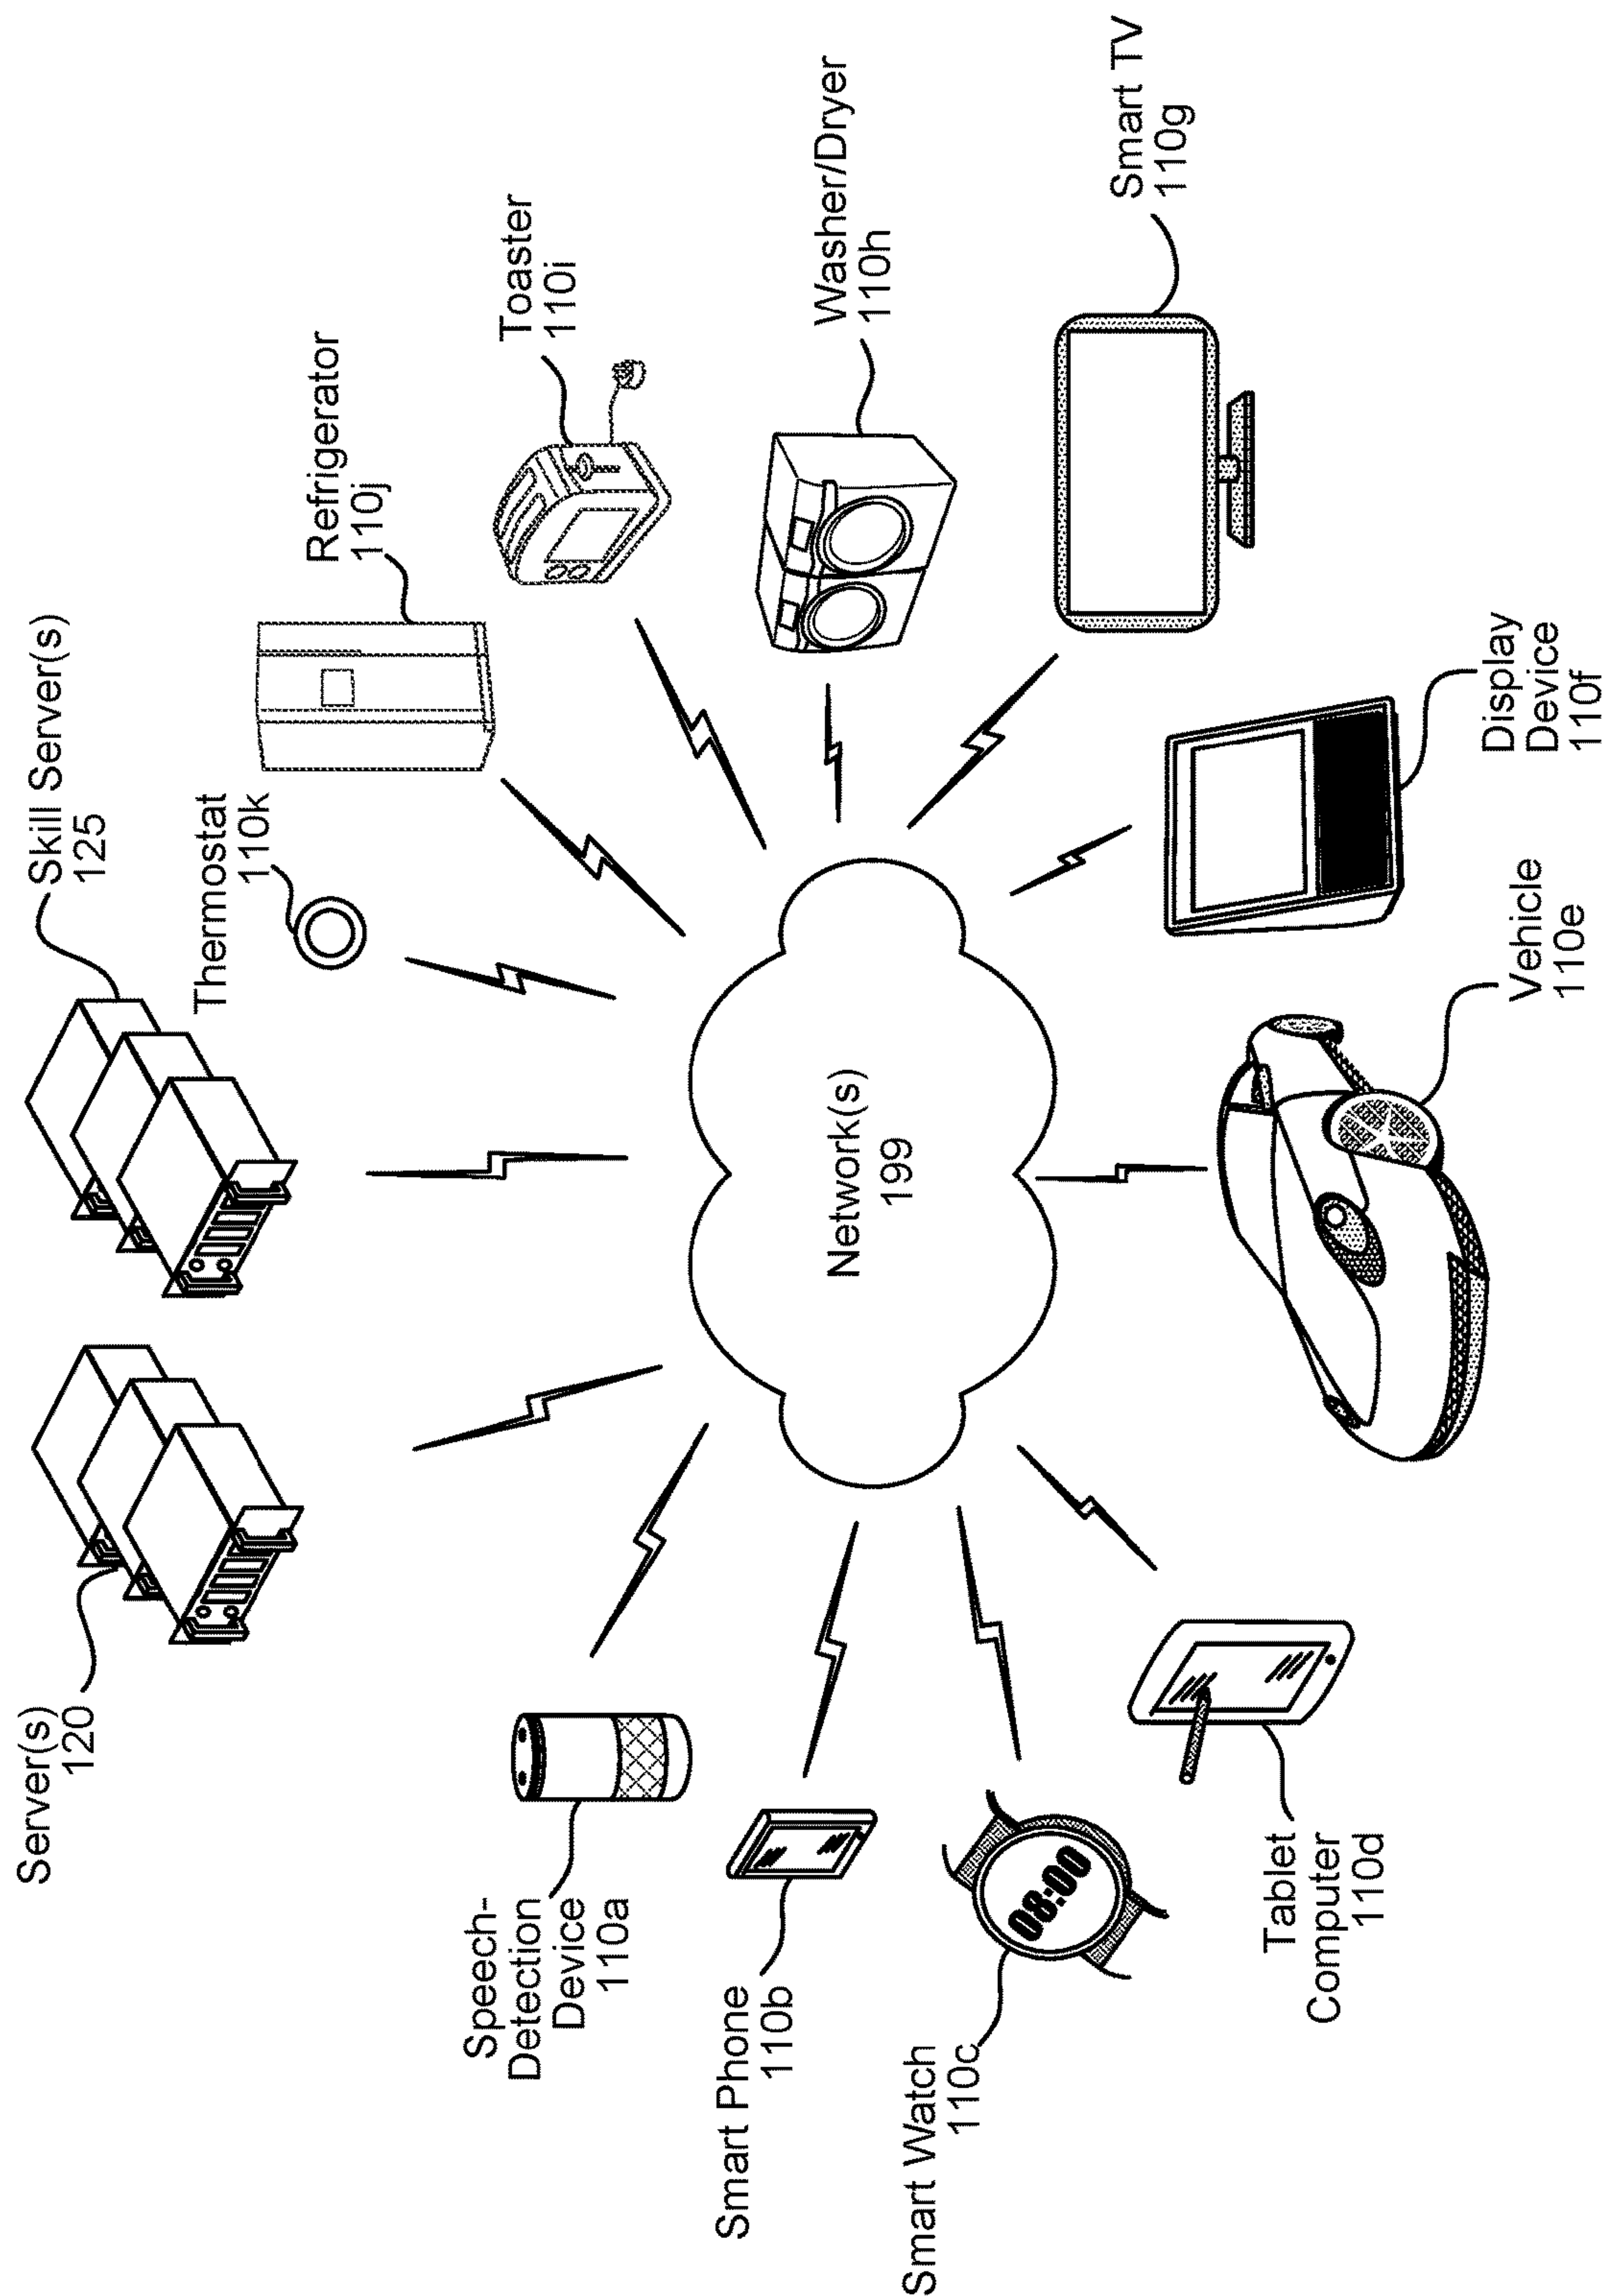 Server(s)
120
Skill Server(s)
125
Thermostat
110k
Refrigerator
110j
Toaster
110i
Washer/Dryer
110h
Smart TV
110g
Speech-
Detection
Device
110a
Smart Phone
110b
Smart Watch
110c
08:00
Network(s)
199
Tablet
Computer
110d
Vehicle
110e
Display
Device
110f